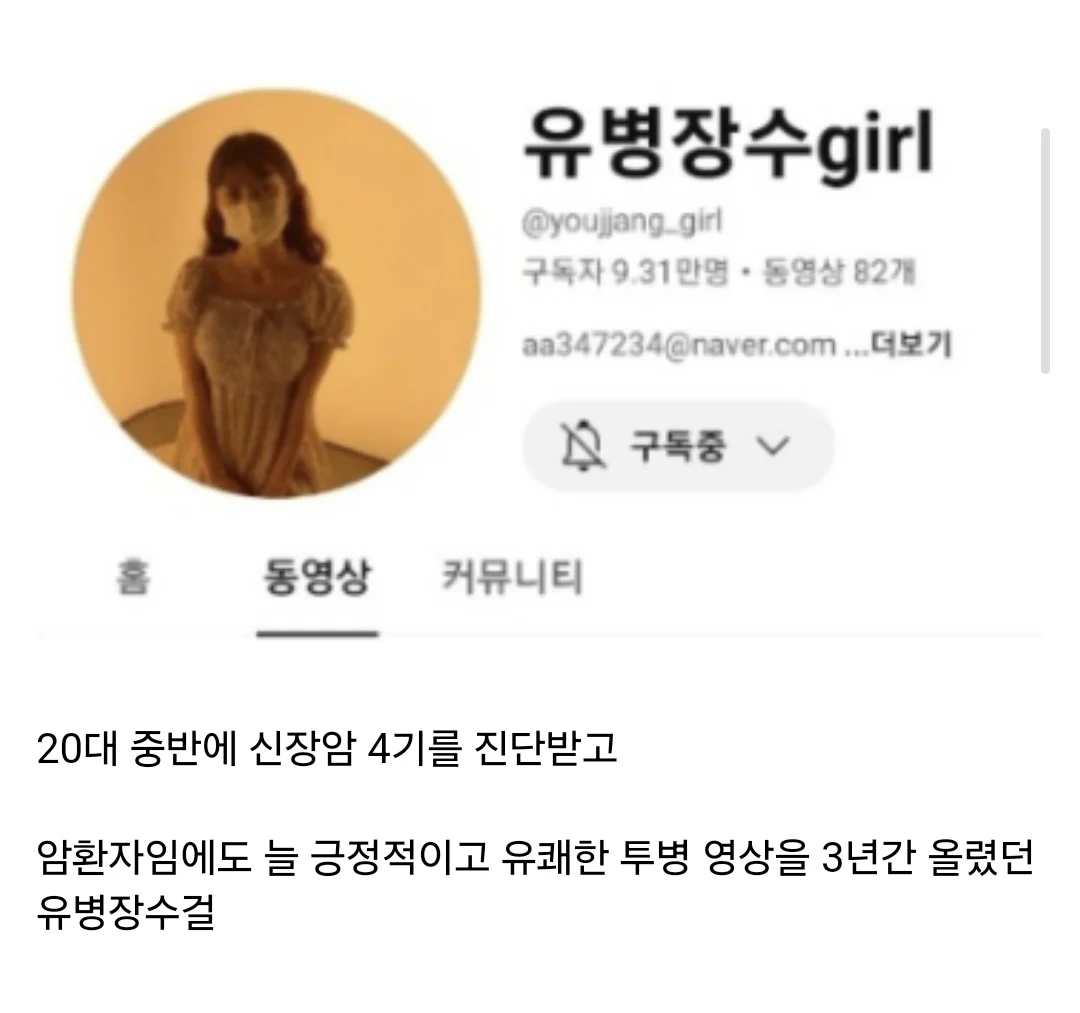 유병장수girl
@youjjang_girl
구독자 9.31만명 • 동영상 82개
aa347234@naver.com ...더보기
구독중
홈 동영상 커뮤니티
20대 중반에 신장암 4기를 진단받고
암환자임에도 늘 긍정적이고 유쾌한 투병 영상을 3년간 올렸던
유병장수걸